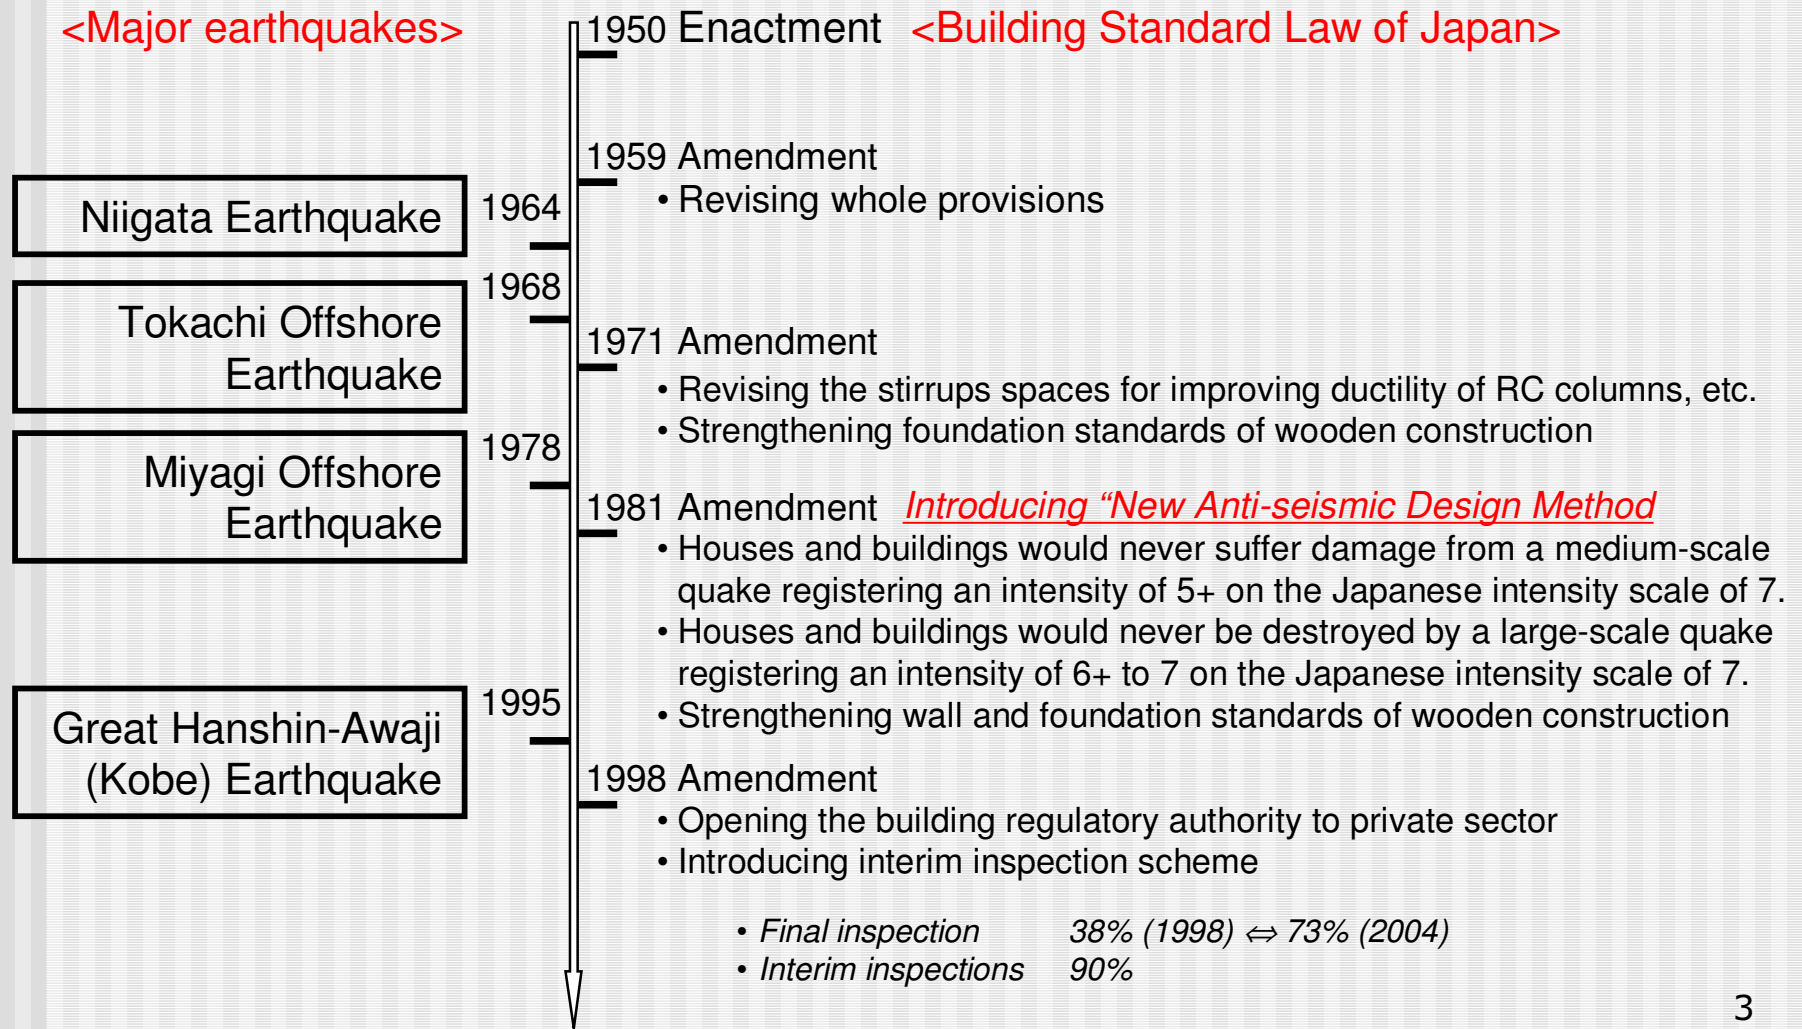 <Major earthquakes>
1950 Enactment <Building Standard Law of Japan>
1959 Amendment
• Revising whole provisions
Niigata Earthquake
1964
Tokachi Offshore
Earthquake
1968
1971 Amendment
• Revising the stirrups spaces for improving ductility of RC columns, etc.
• Strengthening foundation standards of wooden construction
Miyagi Offshore
Earthquake
1978
1981 Amendment Introducing “New Anti-seismic Design Method
• Houses and buildings would never suffer damage from a medium-scale
quake registering an intensity of 5+ on the Japanese intensity scale of 7.
• Houses and buildings would never be destroyed by a large-scale quake
registering an intensity of 6+ to 7 on the Japanese intensity scale of 7.
• Strengthening wall and foundation standards of wooden construction
Great Hanshin-Awaji
(Kobe) Earthquake
1995
1998 Amendment
• Opening the building regulatory authority to private sector
• Introducing interim inspection scheme
• Final inspection 38% (1998) ⇔ 73% (2004)
• Interim inspections 90%
3